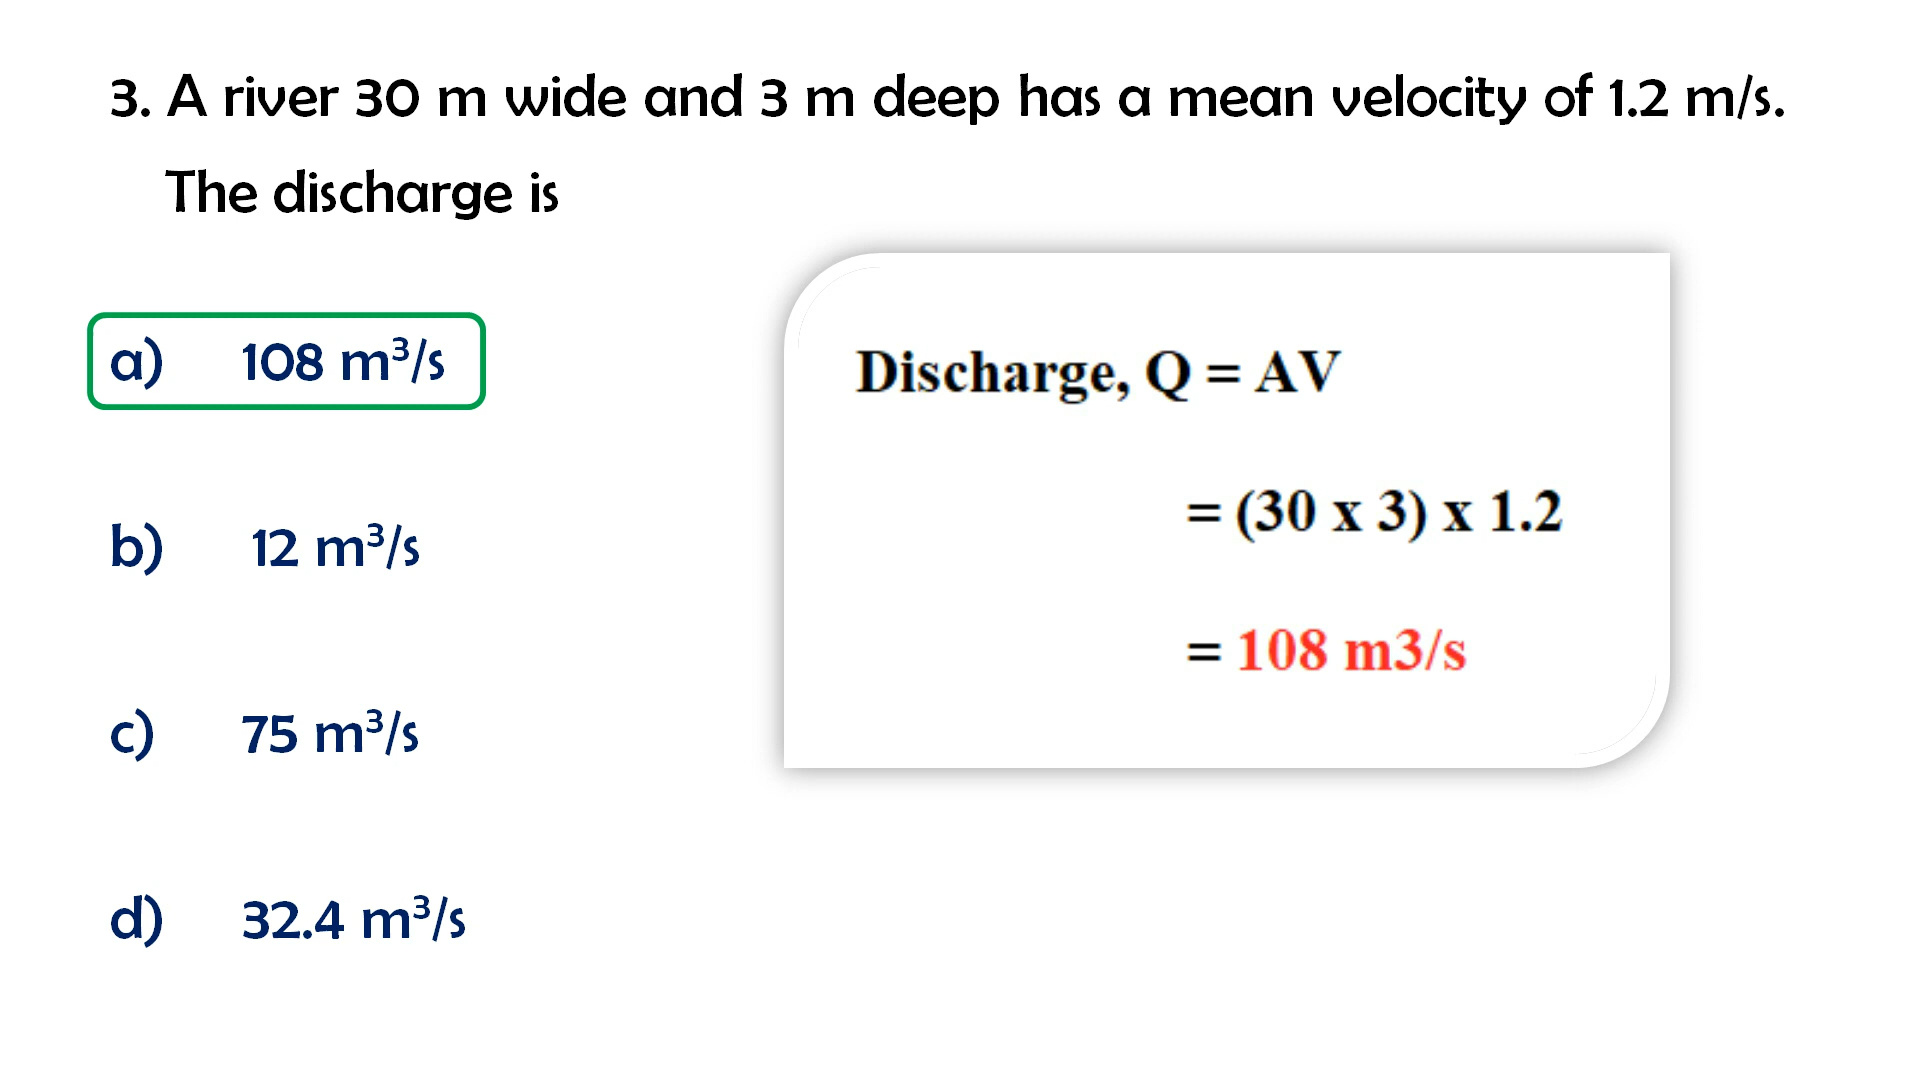 3. A river 30 m wide and 3 m deep has a mean velocity of 1.2 m/s.
The discharge is
a) 108 m³/s
b) 12 m³/s
c) 75 m³/s
d) 32.4 m³/s
Discharge, Q = AV
= (30 x 3) x 1.2
= 108 m3/s